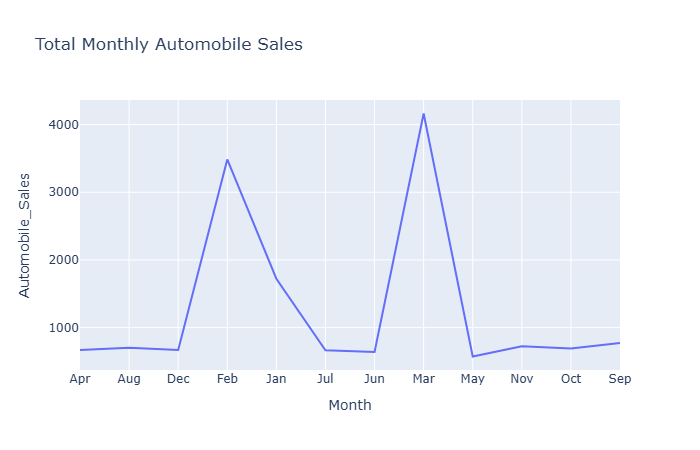 Total Monthly Automobile Sales
4000
3000
2000
1000
Automobile_Sales
Apr Aug Dec Feb Jan Jul Jun Mar May Nov Oct Sep
Month